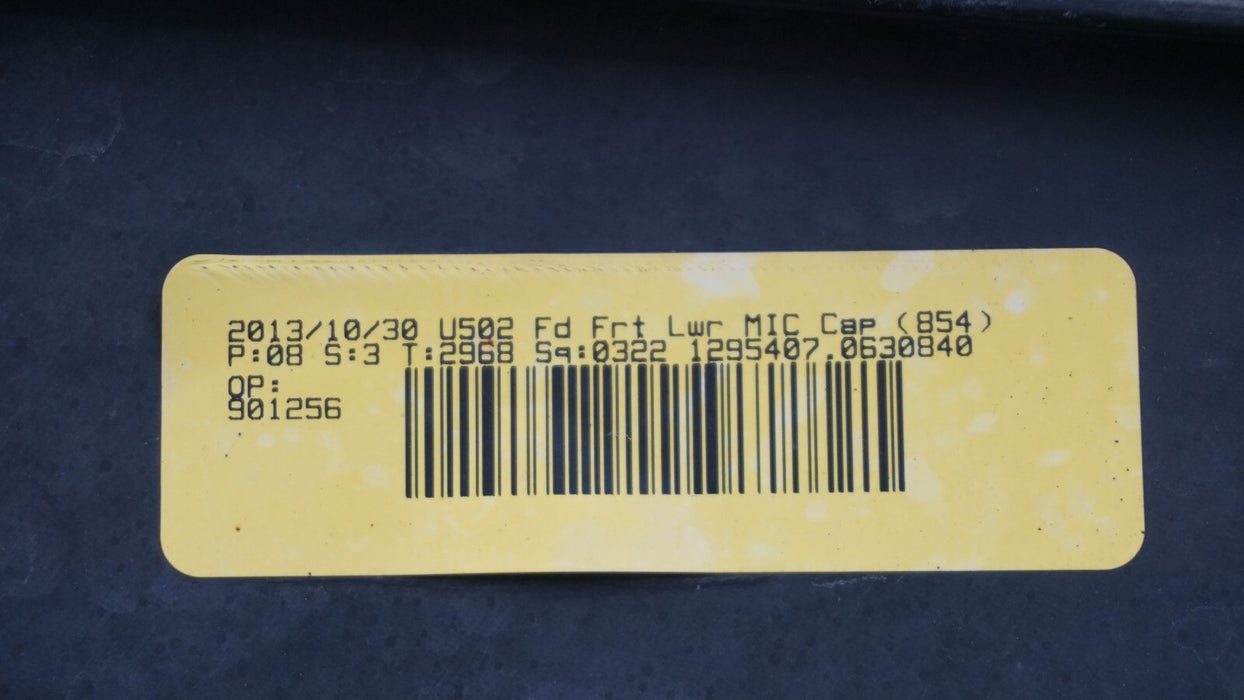 2013/10/30 U502 Fd Frt Lwr MIC Cap (854)
P:08 S:3 T:2968 Sq:0322 1295407.0630840
OP:
901256